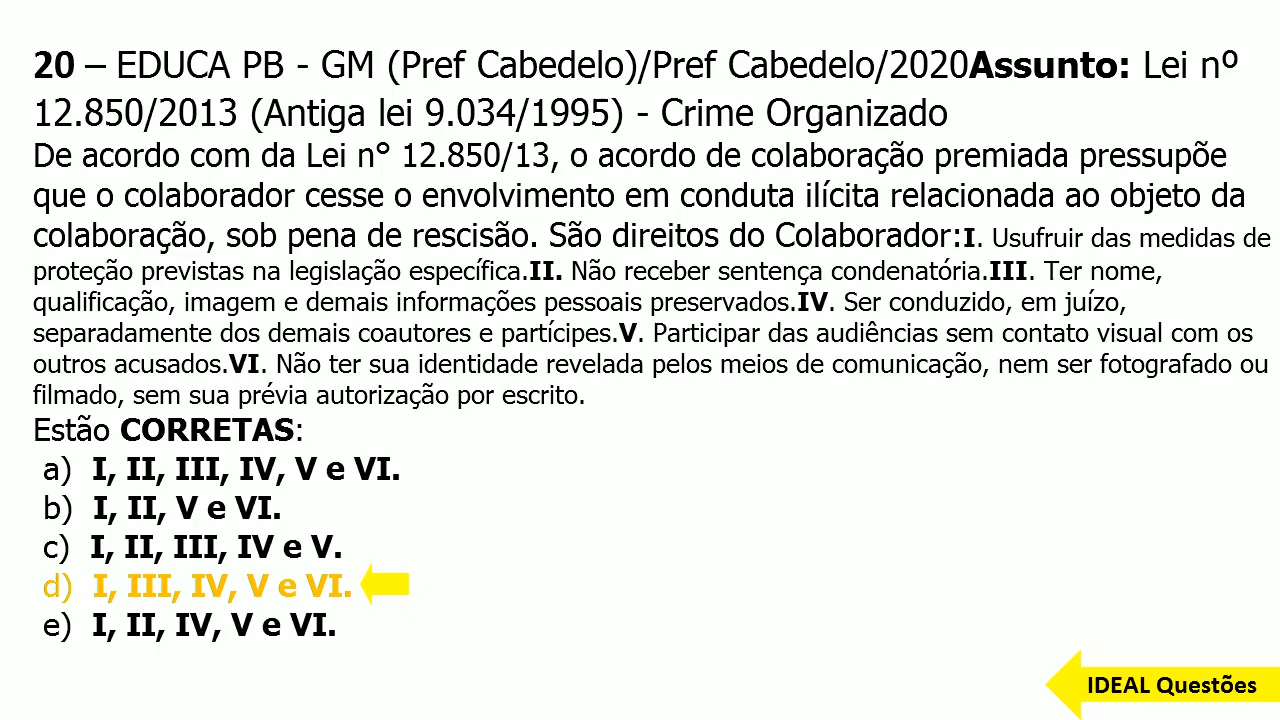 20 – EDUCA PB - GM (Pref Cabedelo)/Pref Cabedelo/2020Assunto: Lei nº
12.850/2013 (Antiga lei 9.034/1995) - Crime Organizado
De acordo com da Lei n° 12.850/13, o acordo de colaboração premiada pressupõe
que o colaborador cesse o envolvimento em conduta ilícita relacionada ao objeto da
colaboração, sob pena de rescisão. São direitos do Colaborador:I. Usufruir das medidas de
proteção previstas na legislação específica.II. Não receber sentença condenatória.III. Ter nome,
qualificação, imagem e demais informações pessoais preservados.IV. Ser conduzido, em juízo,
separadamente dos demais coautores e partícipes.V. Participar das audiências sem contato visual com os
outros acusados.VI. Não ter sua identidade revelada pelos meios de comunicação, nem ser fotografado ou
filmado, sem sua prévia autorização por escrito.
Estão CORRETAS:
a) I, II, III, IV, V e VI.
b) I, II, V e VI.
c) I, II, III, IV e V.
d) I, III, IV, V e VI.
e) I, II, IV, V e VI.
IDEAL Questões